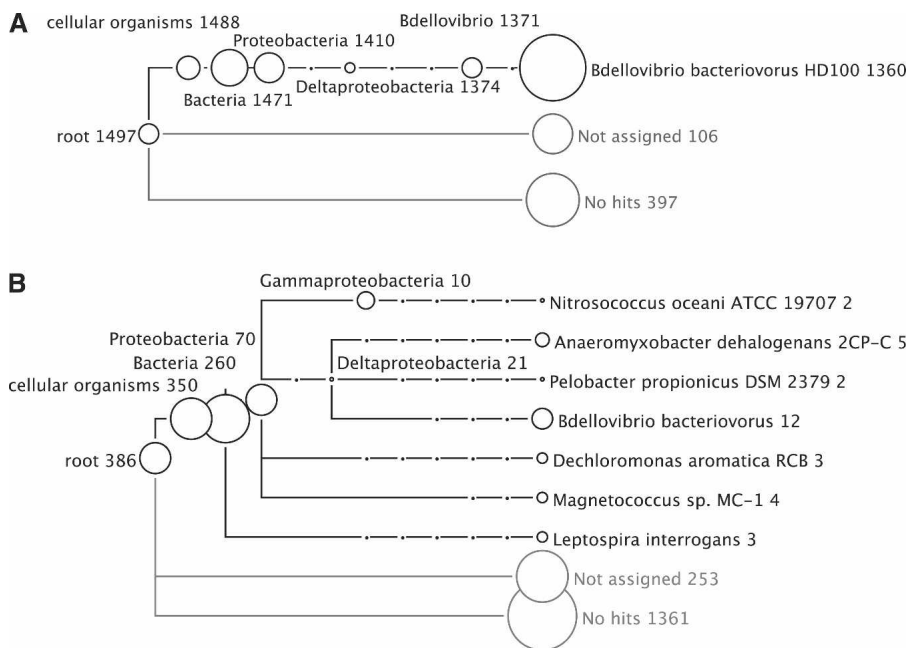 A
cellular organisms 1488
Bdellovibrio 1371
Proteobacteria 1410
Bdellovibrio bacteriovorus HD100 1360
Deltaproteobacteria 1374
Bacteria 1471
root 1497
Not assigned 106
No hits 397
B
Gammaproteobacteria 10
Nitrosococcus oceani ATCC 19707 2
Proteobacteria 70
Anaeromyxobacter dehalogenans 2CP-C 5
Bacteria 260
Deltaproteobacteria 21
cellular organisms 350
Pelobacter propionicus DSM 2379 2
Bdellovibrio bacteriovorus 12
root 386
Dechloromonas aromatica RCB 3
Magnetococcus sp. MC-1 4
Leptospira interrogans 3
Not assigned 253
No hits 1361